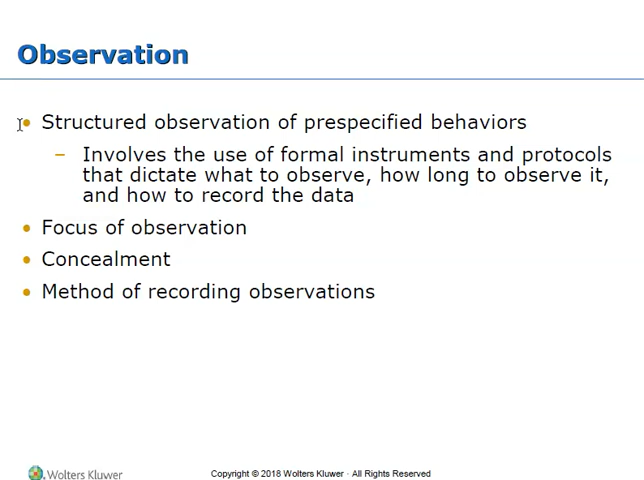 Observation
• Structured observation of prespecified behaviors
– Involves the use of formal instruments and protocols
that dictate what to observe, how long to observe it,
and how to record the data
• Focus of observation
• Concealment
• Method of recording observations
Wolters Kluwer
Copyright © 2018 Wolters Kluwer · All Rights Reserved